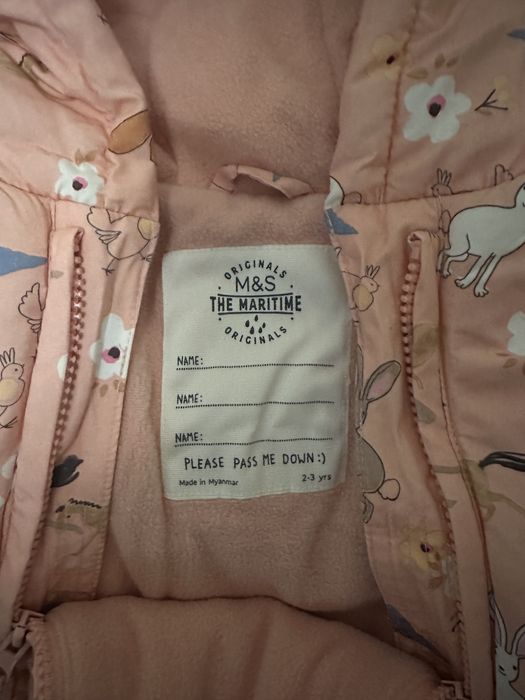 ORIGINALS
M&S
THE MARITIME
ORIGINALS
NAME:
NAME:
NAME:
PLEASE PASS ME DOWN:)
Made in Myanmar 2-3 yrs